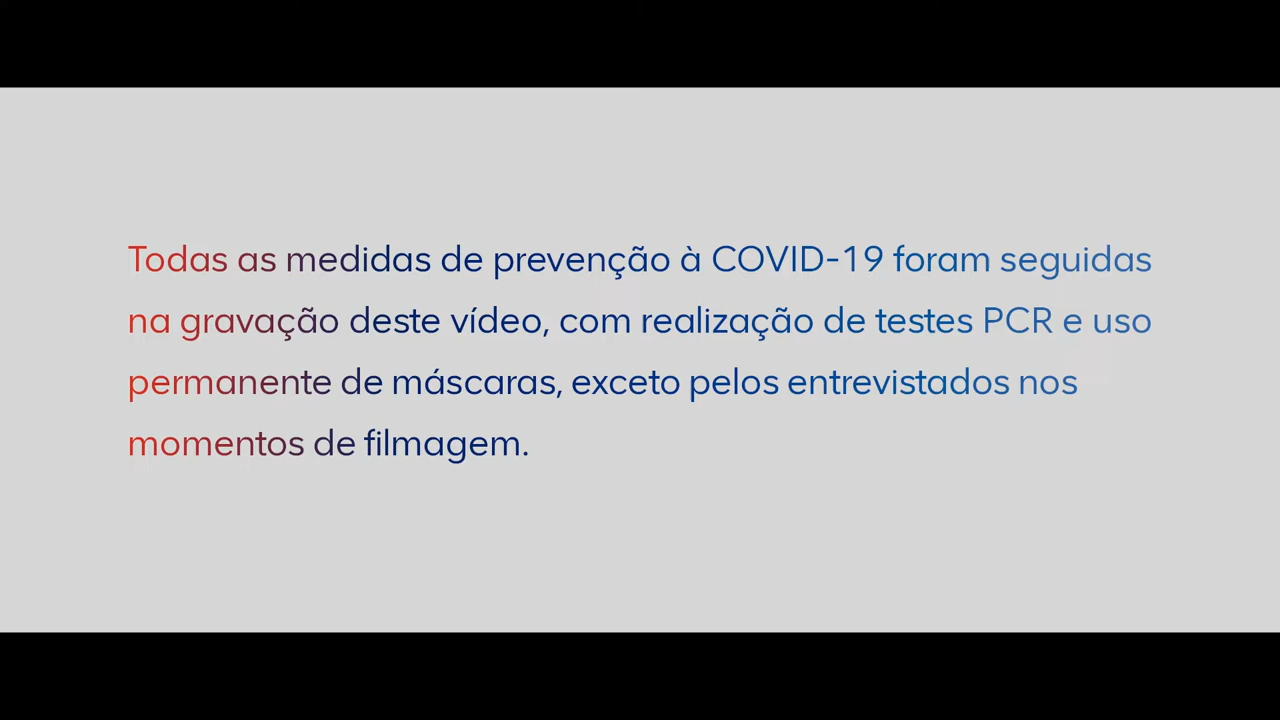 Todas as medidas de prevenção à COVID-19 foram seguidas
na gravação deste vídeo, com realização de testes PCR e uso
permanente de máscaras, exceto pelos entrevistados nos
momentos de filmagem.